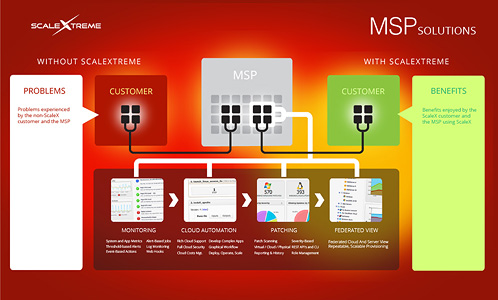 SCALEXTREME
MSP SOLUTIONS
WITHOUT SCALEXTREME
WITH SCALEXTREME
PROBLEMS
Problems experienced
by the non-ScaleX
customer and the MSP
CUSTOMER
MSP
CUSTOMER
BENEFITS
Benefits enjoyed by the
ScaleX customer and
the MSP using ScaleX
570
393
MONITORING
System and App Metrics
Threshold-based Alerts
Event-Based Actions
Alert-Based Jobs
Log Monitoring
Web Hooks
CLOUD AUTOMATION
Rich Cloud Support
Full Cloud Security
Cloud Costs Mgt.
Develop Complex Apps
Graphical Workflow
Deploy, Operate, Scale
PATCHING
Patch Scanning
Virtual / Cloud / Physical
Reporting & History
Severity-Based
REST APIs and CLI
Role Management
FEDERATED VIEW
Federated Cloud And Server View
Repeatable, Scalable Provisioning